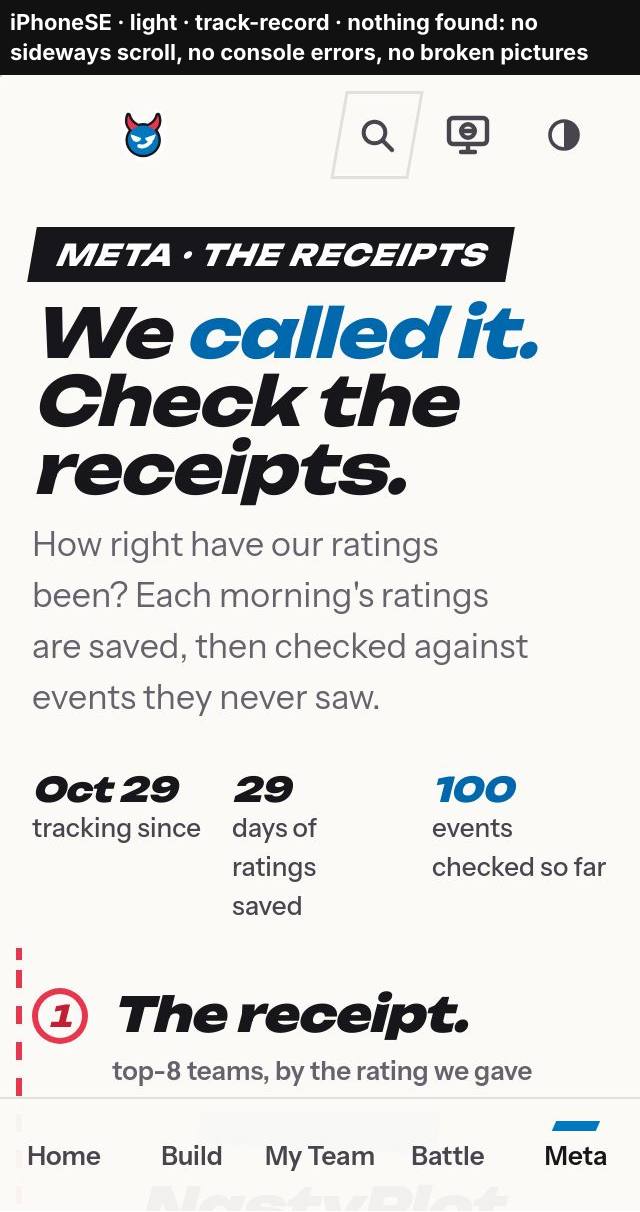 iPhoneSE · light · track-record · nothing found: no
sideways scroll, no console errors, no broken pictures
META · THE RECEIPTS
We called it.
Check the
receipts.
How right have our ratings
been? Each morning's ratings
are saved, then checked against
events they never saw.
Oct 29
tracking since
29
days of
ratings
saved
100
events
checked so far
1 The receipt.
top-8 teams, by the rating we gave
Home Build My Team Battle Meta
NastyPlot